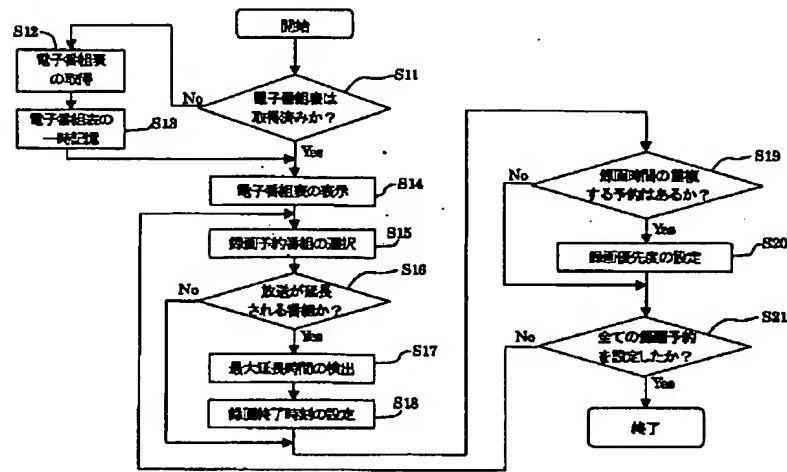 開始
S11
電子番組表は
取得済みか?
No
Yes
S12
電子番組表
の取得
電子番組表の
一時記憶
S13
電子番組表の表示
S14
録画予約番組の選択
S15
S16
放送が延長
される番組か?
No
Yes
S17
最大延長時間の検出
録画終了時刻の設定
S18
S19
録画時間の重複
する予約はあるか?
No
Yes
S20
録画優先度の設定
S21
全ての録画予約
を設定したか?
No
Yes
終了